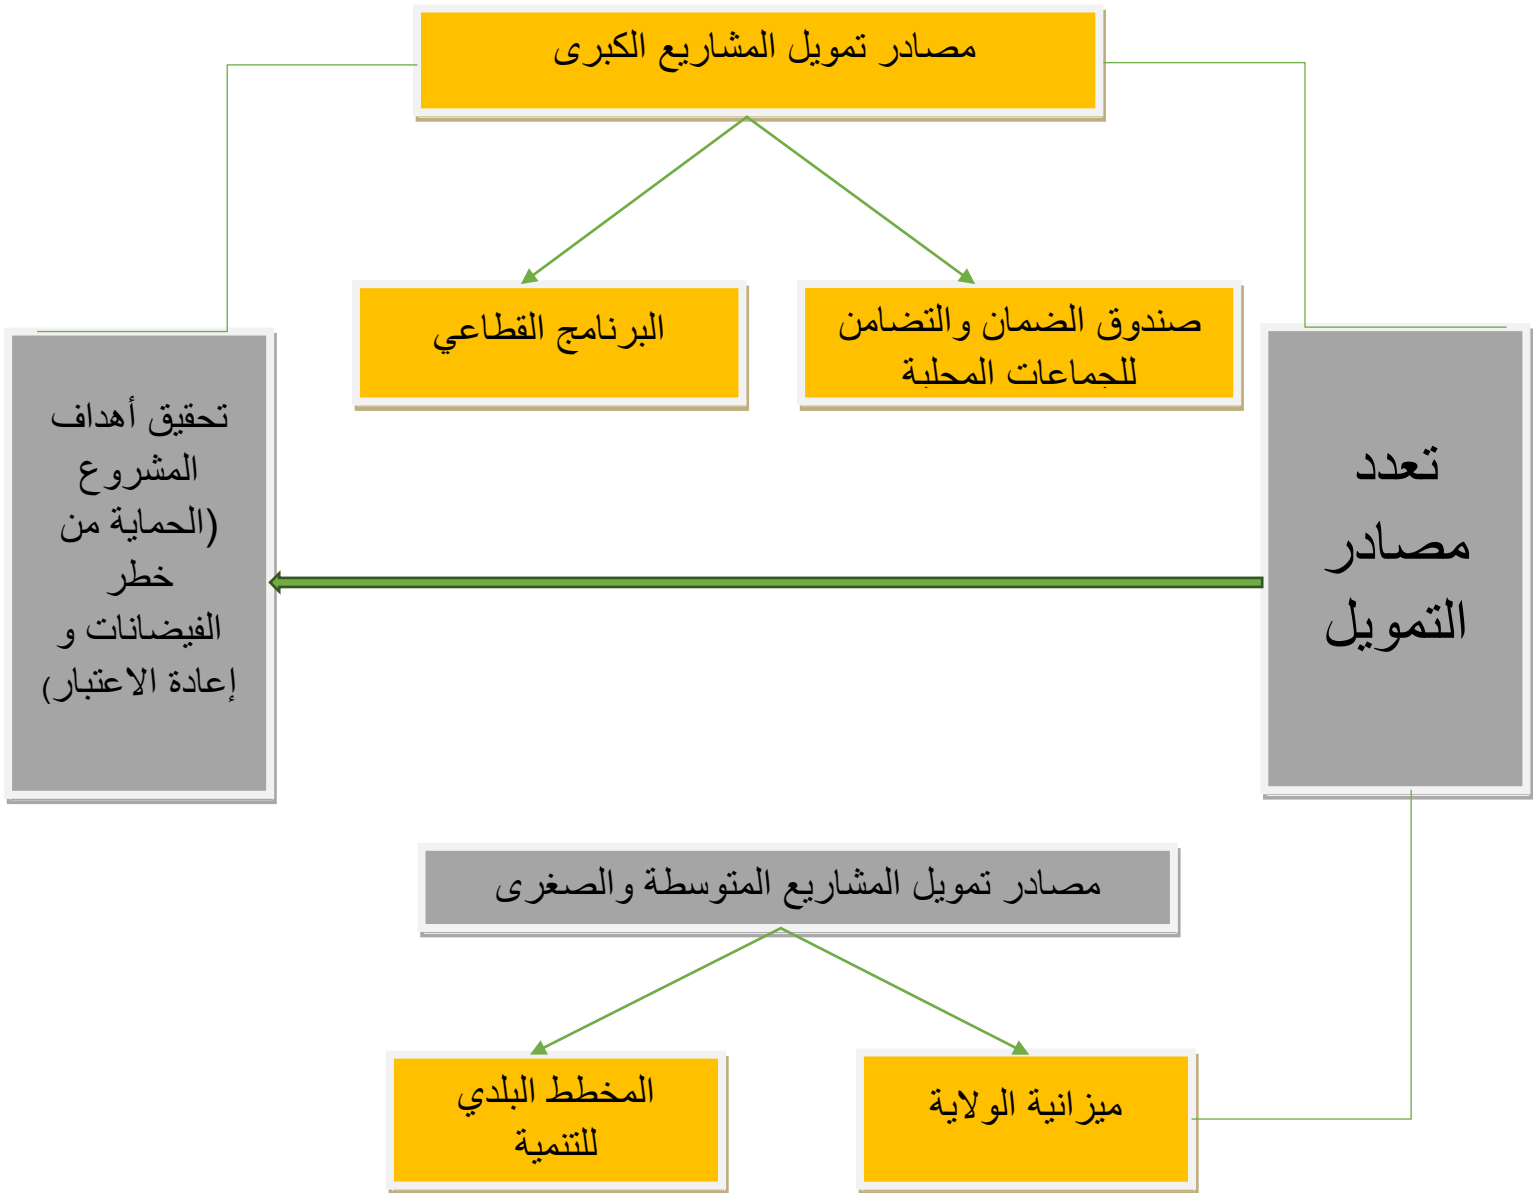 مصادر تمويل المشاريع الكبرى
صندوق الضمان والتضامن
للجماعات المحلية
البرنامج القطاعي
تعدد
مصادر
التمويل
تحقيق أهداف
المشروع
(الحماية من
خطر
الفيضانات و
إعادة الاعتبار)
مصادر تمويل المشاريع المتوسطة والصغرى
ميزانية الولاية
المخطط البلدي
للتنمية